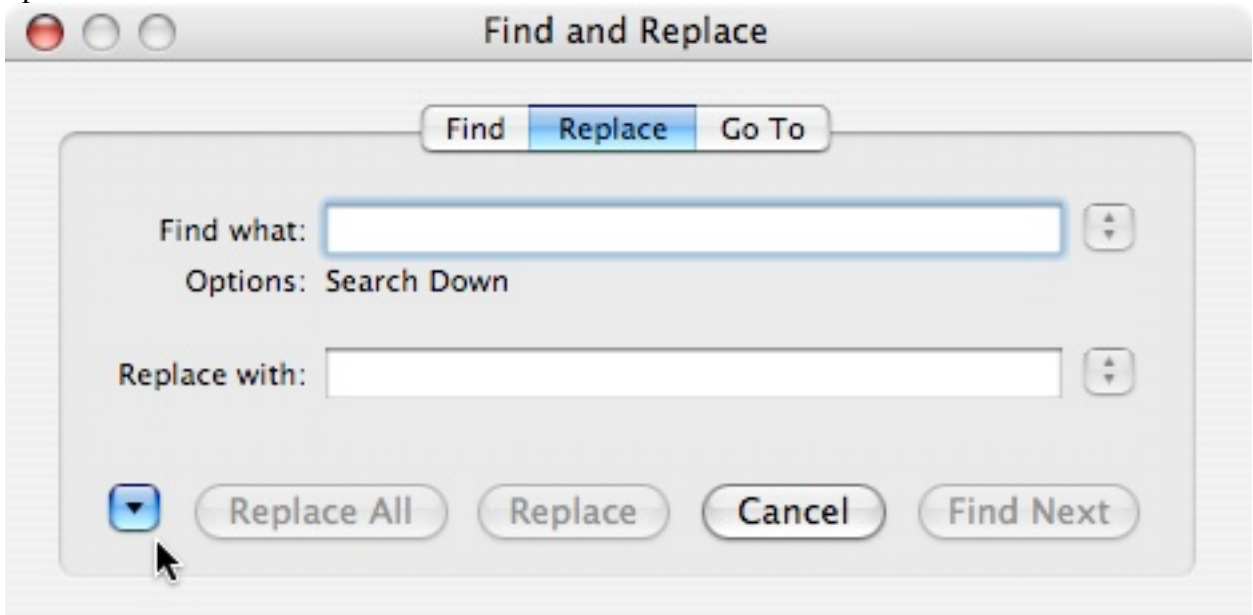 Find and Replace
Find Replace Go To
Find what:
Options: Search Down
Replace with:
Replace All Replace Cancel Find Next